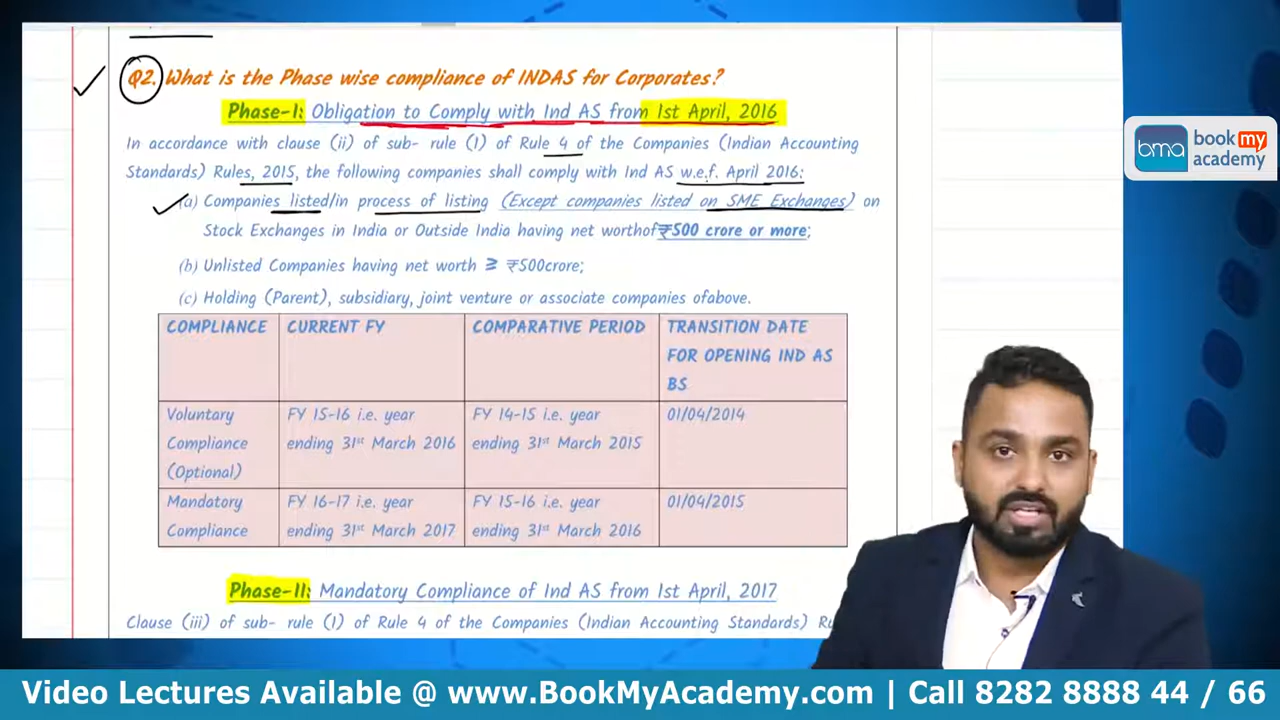 Q2. What is the Phase wise compliance of INDAS for Corporates?
Phase-I: Obligation to Comply with Ind AS from 1st April, 2016
In accordance with clause (ii) of sub- rule (1) of Rule 4 of the Companies (Indian Accounting
Standards) Rules, 2015, the following companies shall comply with Ind AS w.e.f. April 2016:
(a) Companies listed/in process of listing (Except companies listed on SME Exchanges) on
Stock Exchanges in India or Outside India having net worthof₹500 crore or more;
(b) Unlisted Companies having net worth ≥ ₹500crore;
(c) Holding (Parent), subsidiary, joint venture or associate companies ofabove.
COMPLIANCE CURRENT FY COMPARATIVE PERIOD TRANSITION DATE
FOR OPENING IND AS
BS
Voluntary FY 15-16 i.e. year FY 14-15 i.e. year 01/04/2014
Compliance ending 31st March 2016 ending 31st March 2015
(Optional)
Mandatory FY 16-17 i.e. year FY 15-16 i.e. year 01/04/2015
Compliance ending 31st March 2017 ending 31st March 2016
Phase-II: Mandatory Compliance of Ind AS from 1st April, 2017
Clause (iii) of sub- rule (1) of Rule 4 of the Companies (Indian Accounting Standards)
bma book my
academy
Video Lectures Available @ www.BookMyAcademy.com | Call 8282 8888 44 / 66